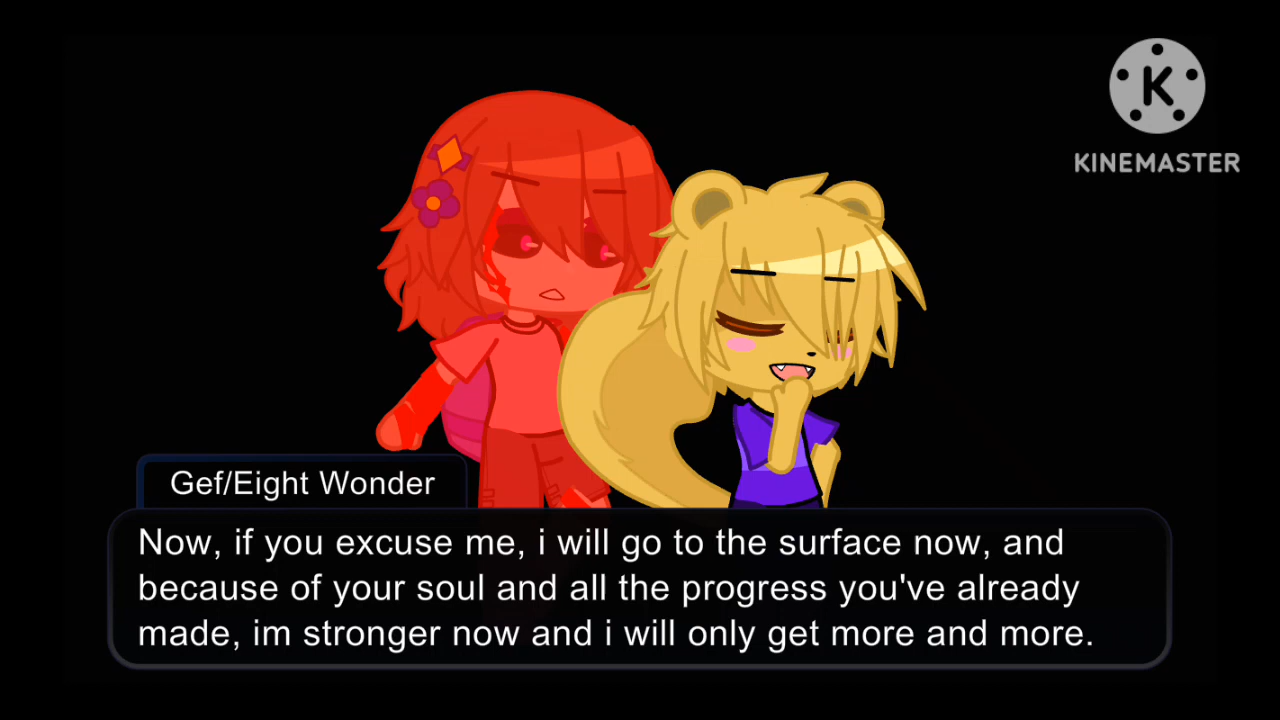 KINEMASTER
Gef/Eight Wonder
Now, if you excuse me, i will go to the surface now, and
because of your soul and all the progress you've already
made, im stronger now and i will only get more and more.